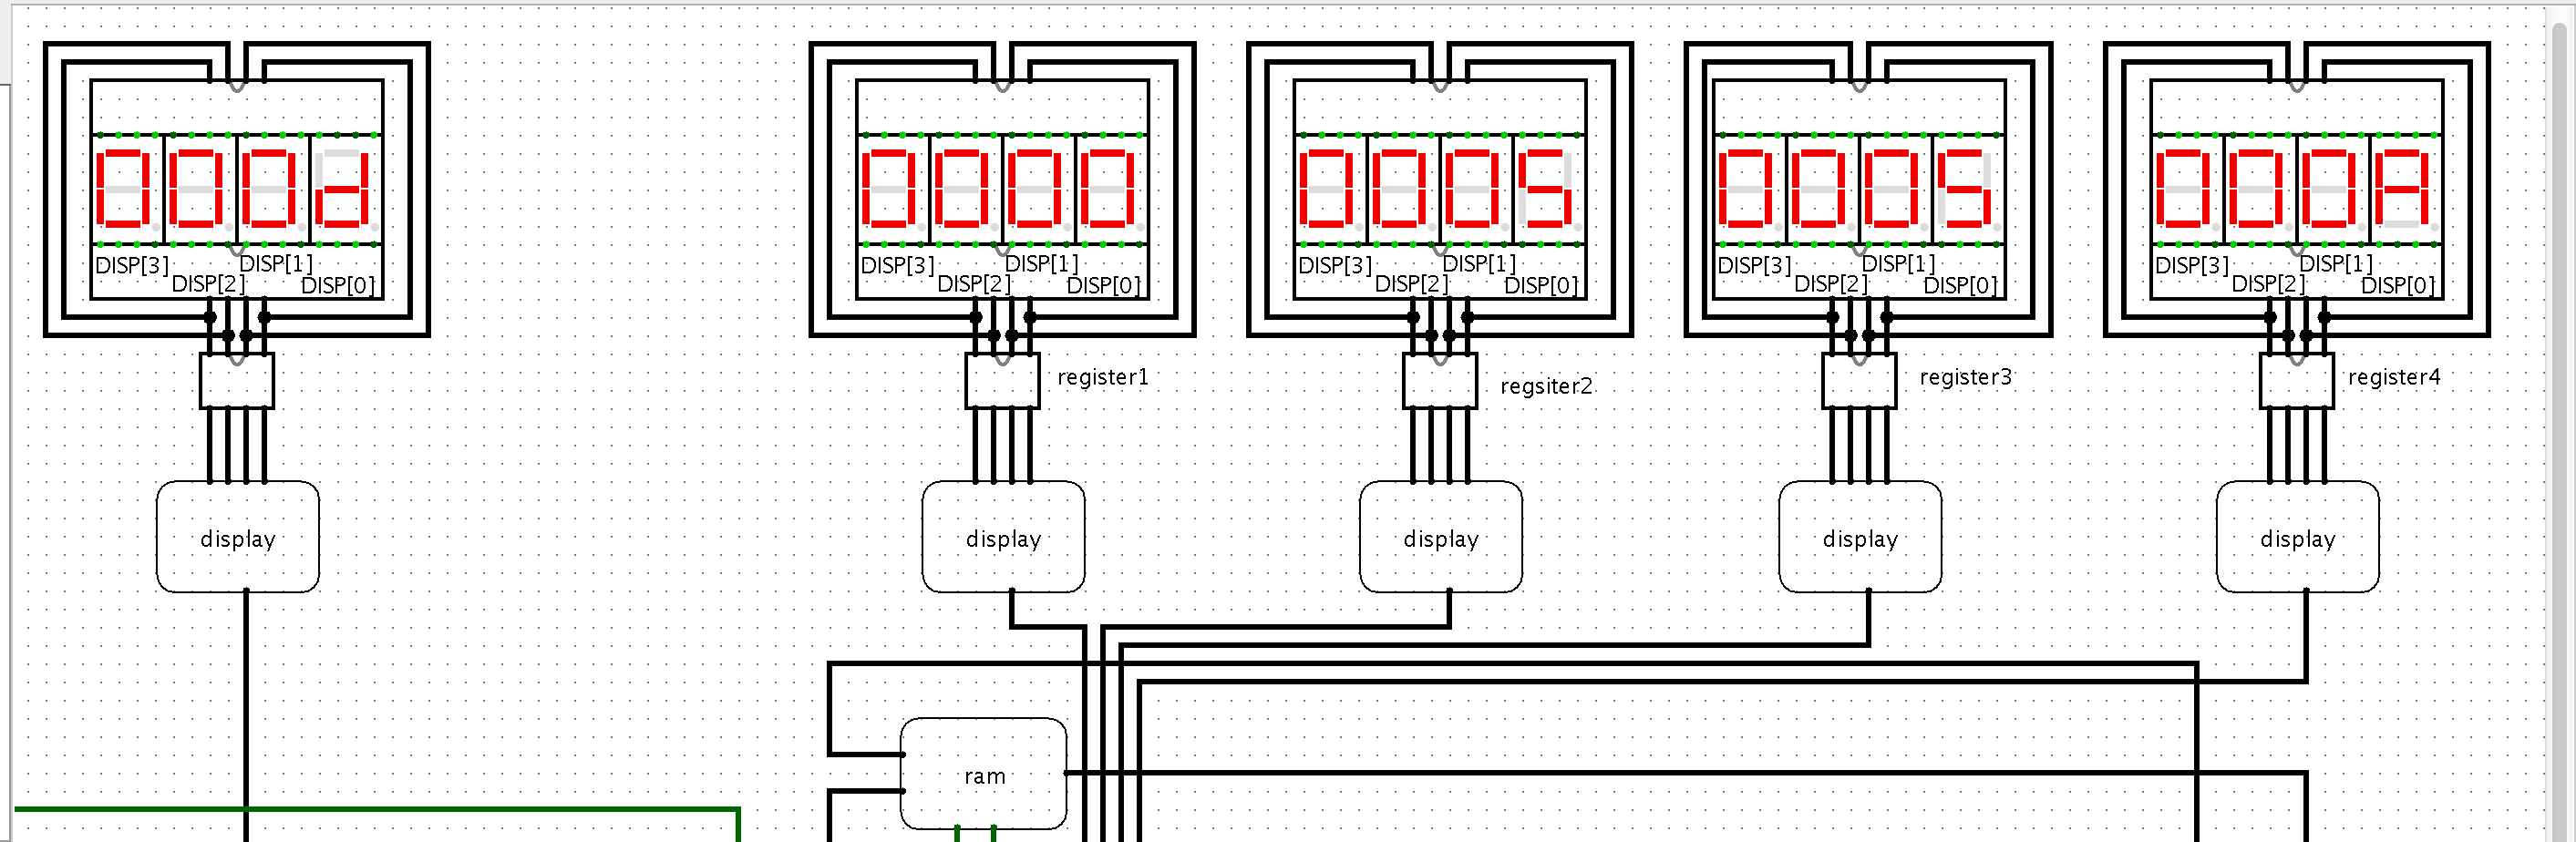 000d
0000
0005
0005
000A
DISP[3] DISP[2] DISP[1] DISP[0]
DISP[3] DISP[2] DISP[1] DISP[0]
DISP[3] DISP[2] DISP[1] DISP[0]
DISP[3] DISP[2] DISP[1] DISP[0]
DISP[3] DISP[2] DISP[1] DISP[0]
register1
regsiter2
register3
register4
display
display
display
display
display
ram